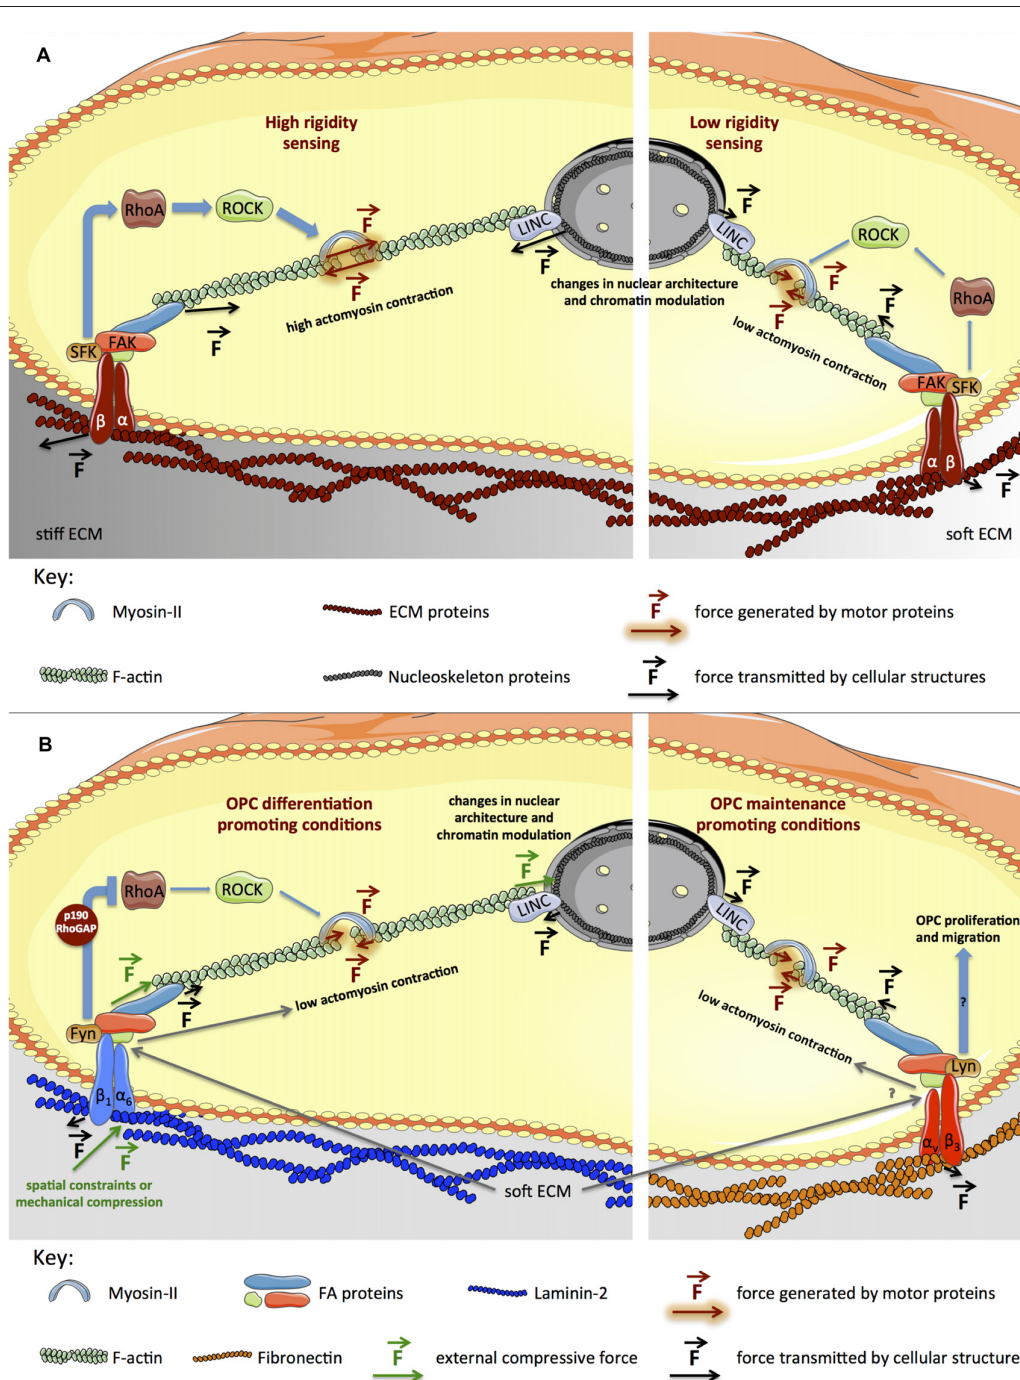 A
High rigidity
sensing
Low rigidity
sensing
RhoA
ROCK
F
F
LINC
F
changes in nuclear architecture
and chromatin modulation
high actomyosin contraction
F
SFK
FAK
β
α
F
stiff ECM
F
LINC
ROCK
F
F
RhoA
F
low actomyosin contraction
FAK
SFK
α
β
F
soft ECM
Key:
Myosin-II
ECM proteins
F
force generated by motor proteins
F-actin
Nucleoskeleton proteins
F
force transmitted by cellular structures
B
OPC differentiation
promoting conditions
changes in nuclear
architecture and
chromatin modulation
OPC maintenance
promoting conditions
RhoA
ROCK
p190
RhoGAP
F
F
F
LINC
F
F
F
low actomyosin contraction
Fyn
β1
α6
F
F
spatial constraints or
mechanical compression
soft ECM
F
LINC
F
F
F
OPC proliferation
and migration
?
low actomyosin contraction
Lyn
?
αv
β3
F
Key:
Myosin-II
FA proteins
Laminin-2
F
force generated by motor proteins
F-actin
Fibronectin
F
external compressive force
F
force transmitted by cellular structures